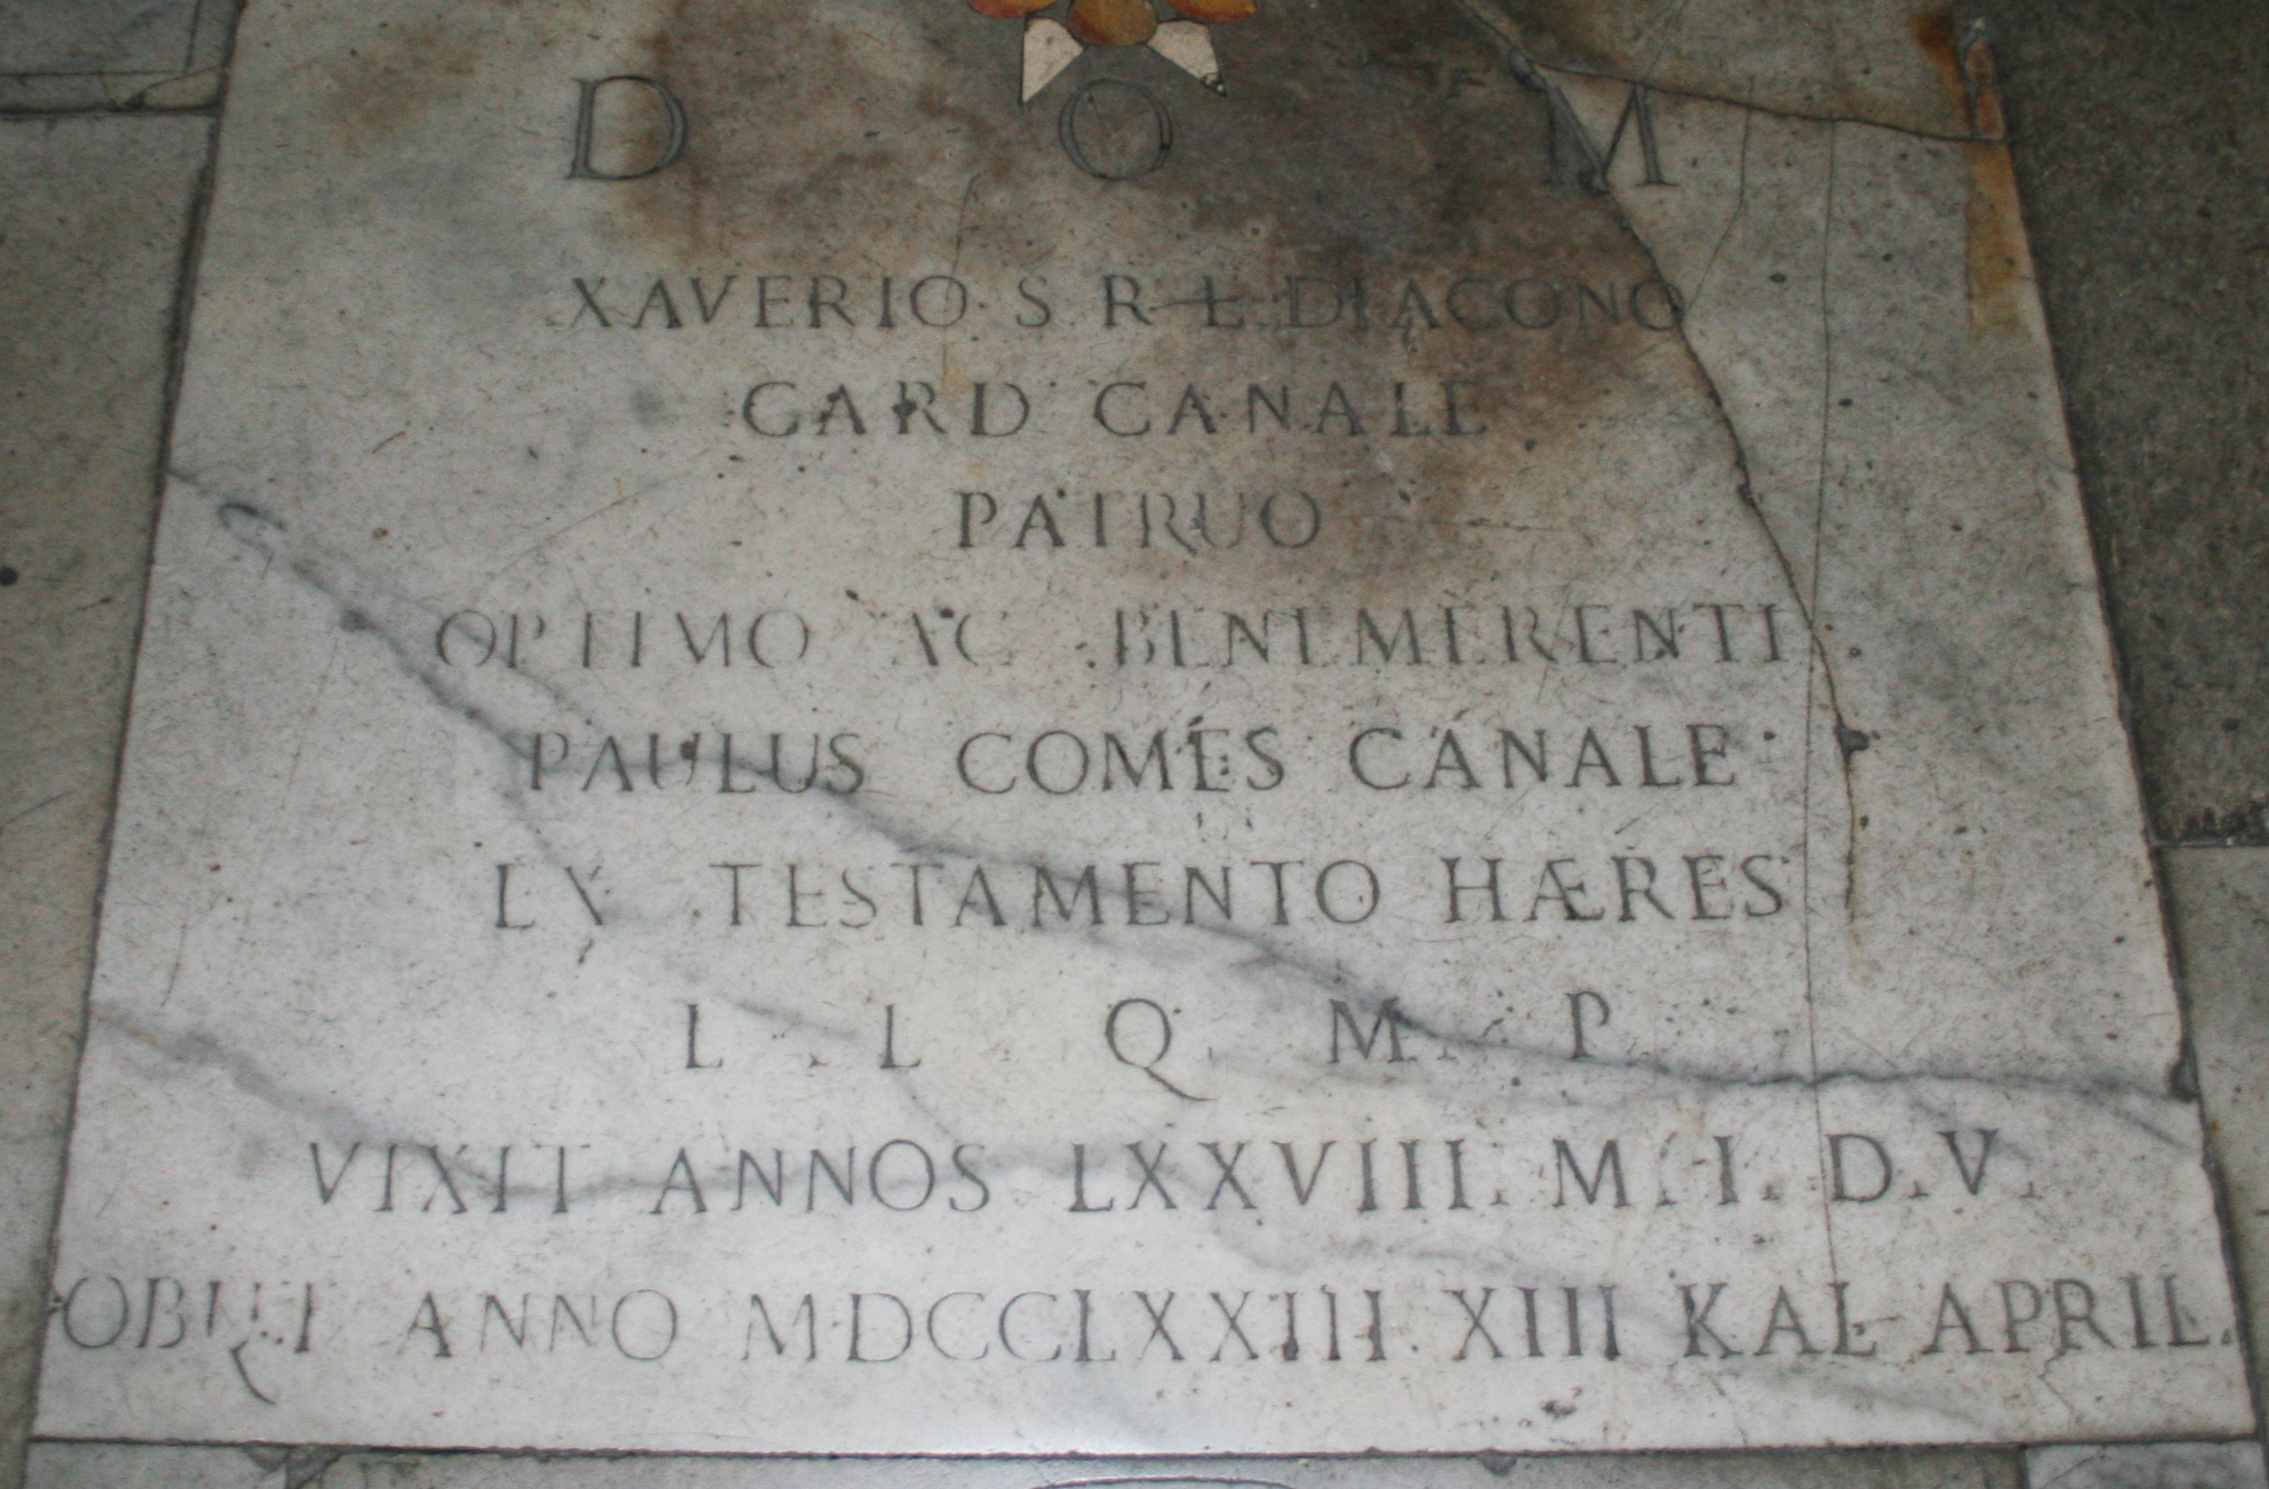 D O M
XAVERIO S R E DIACONO
CARD CANALE
PATRUO
OPTIMO AC BENEMERENTI
PAULUS COMES CANALE
EX TESTAMENTO HÆRES
L L Q M P
VIXIT ANNOS LXXVIII. M. I. D. V.
OBIJT ANNO MDCCLXXIII XIII KAL APRIL.